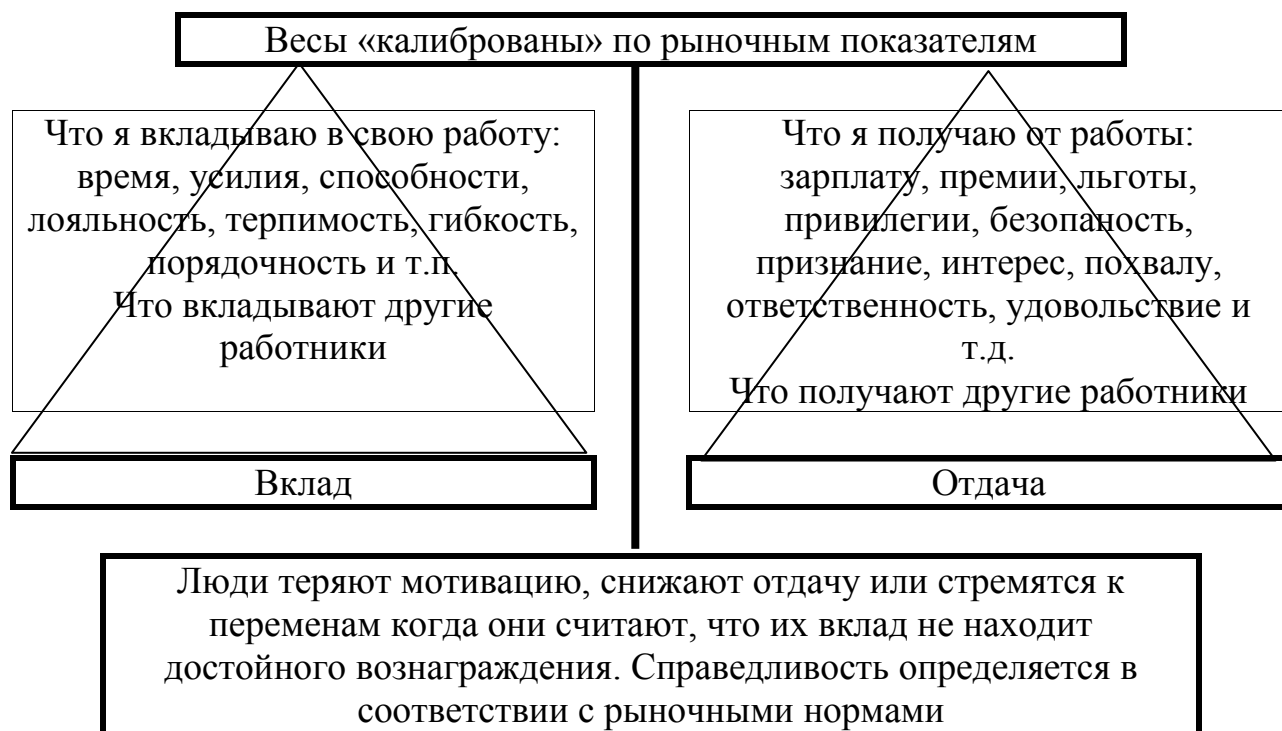 Весы «калиброваны» по рыночным показателям
Что я вкладываю в свою работу:
время, усилия, способности,
лояльность, терпимость, гибкость,
порядочность и т.п.
Что вкладывают другие
работники
Вклад
Что я получаю от работы:
зарплату, премии, льготы,
привилегии, безопаность,
признание, интерес, похвалу,
ответственность, удовольствие и
т.д.
Что получают другие работники
Отдача
Люди теряют мотивацию, снижают отдачу или стремятся к
переменам когда они считают, что их вклад не находит
достойного вознаграждения. Справедливость определяется в
соответствии с рыночными нормами